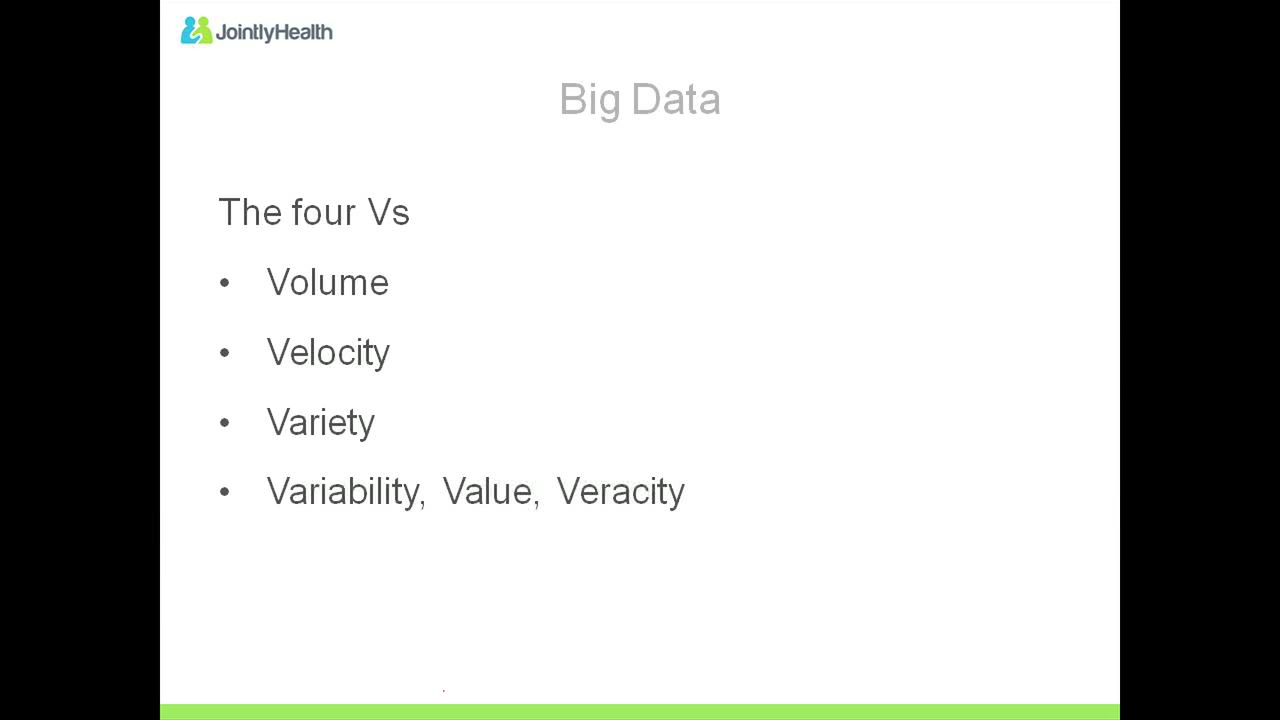 JointlyHealth
Big Data
The four Vs
• Volume
• Velocity
• Variety
• Variability, Value, Veracity